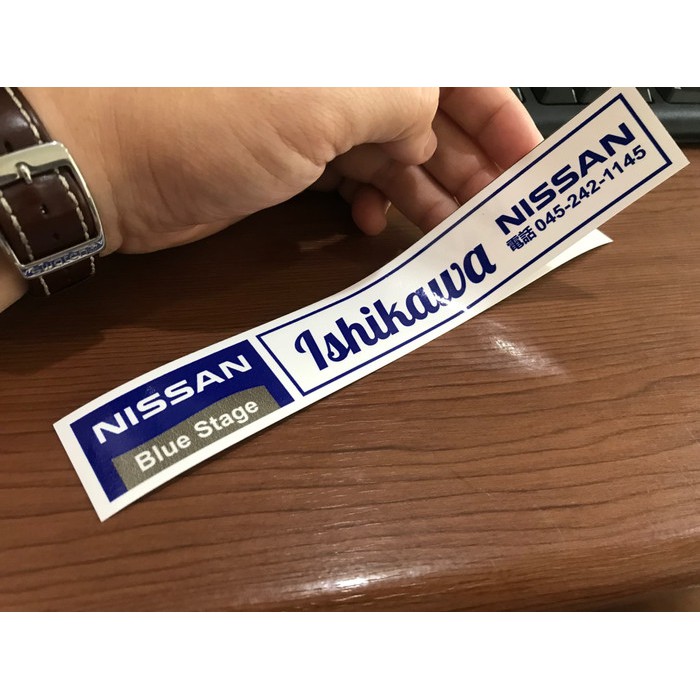 NISSAN
Blue Stage
Ishikawa
NISSAN
電話 045-242-1145